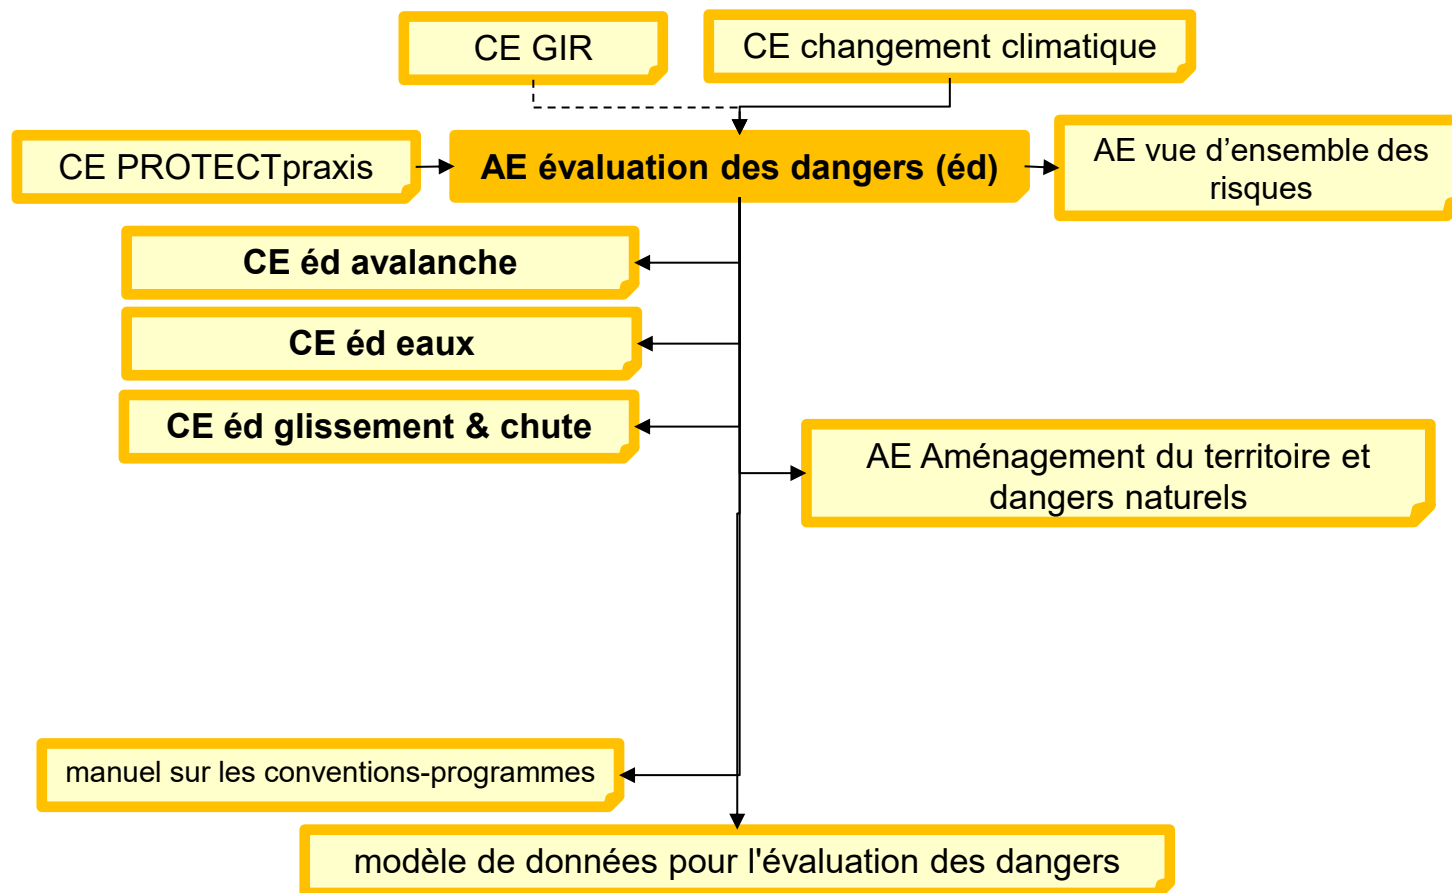 CE GIR
CE changement climatique
CE PROTECTpraxis
AE évaluation des dangers (éd)
AE vue d’ensemble des
risques
CE éd avalanche
CE éd eaux
CE éd glissement & chute
AE Aménagement du territoire et
dangers naturels
manuel sur les conventions-programmes
modèle de données pour l'évaluation des dangers